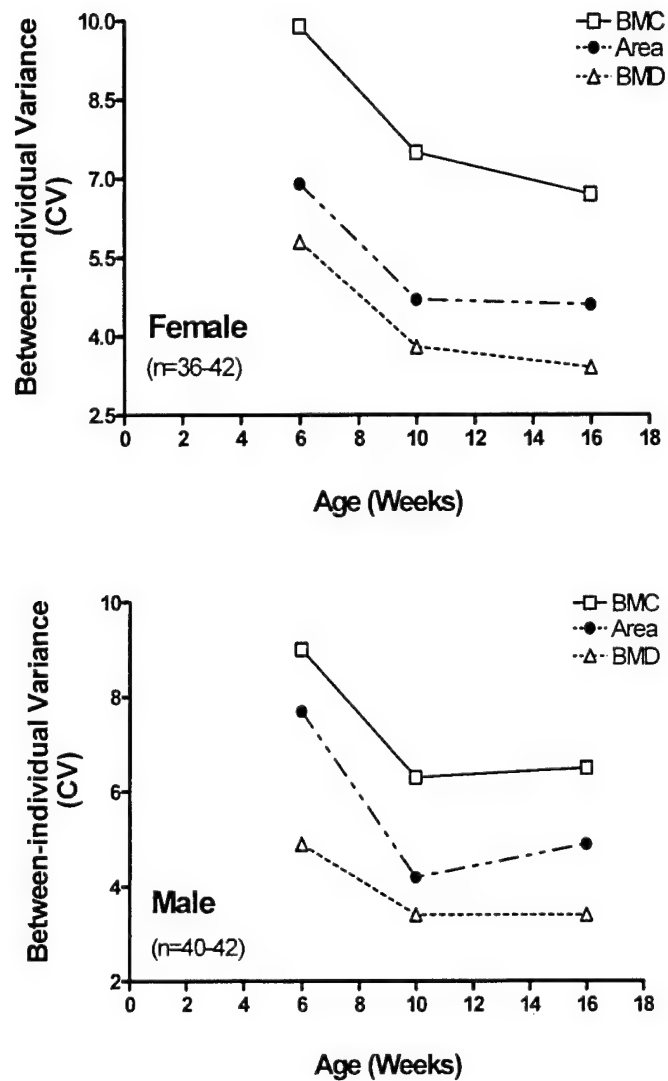 BMC
Area
BMD
Between-individual Variance
(CV)
10.0
8.5
7.0
5.5
4.0
2.5
Female
(n=36-42)
0 2 4 6 8 10 12 14 16 18
Age (Weeks)
BMC
Area
BMD
Between-individual Variance
(CV)
10
8
6
4
2
Male
(n=40-42)
0 2 4 6 8 10 12 14 16 18
Age (Weeks)